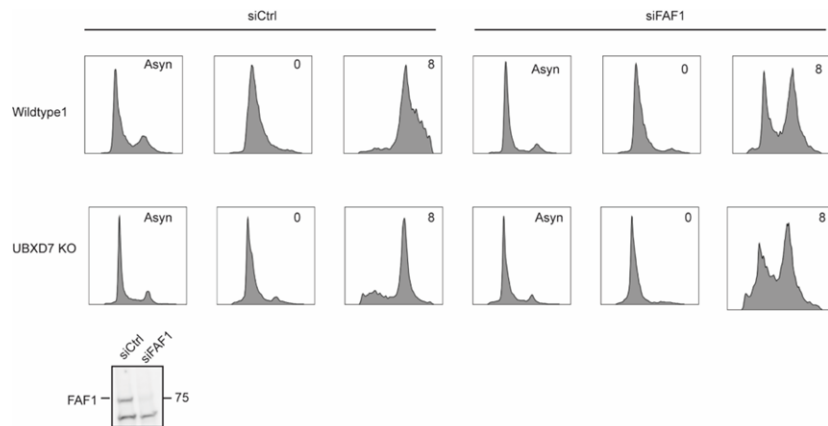 siCtrl siFAF1
Asyn 0 8 Asyn 0 8
Wildtype1
Asyn 0 8 Asyn 0 8
UBXD7 KO
siCtrl siFAF1
FAF1 75